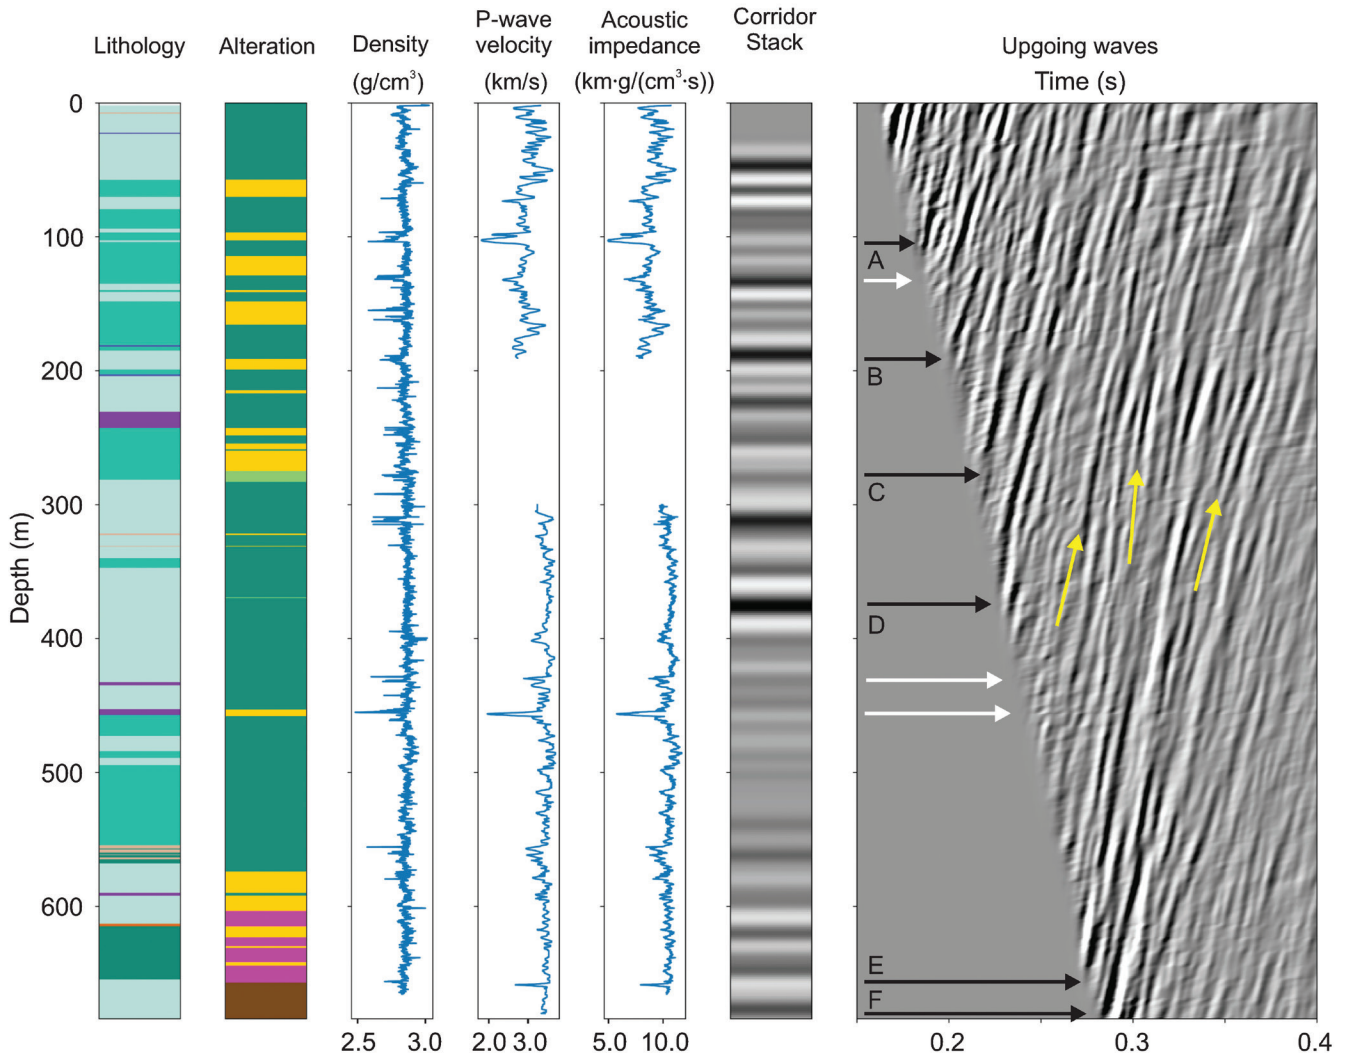 Lithology
Alteration
Density
(g/cm³)
P-wave
velocity
(km/s)
Acoustic
impedance
(km·g/(cm³·s))
Corridor
Stack
Upgoing waves
Time (s)
Depth (m)
0
100
200
300
400
500
600
A
B
C
D
E
F
2.5 3.0
2.0 3.0
5.0 10.0
0.2 0.3 0.4